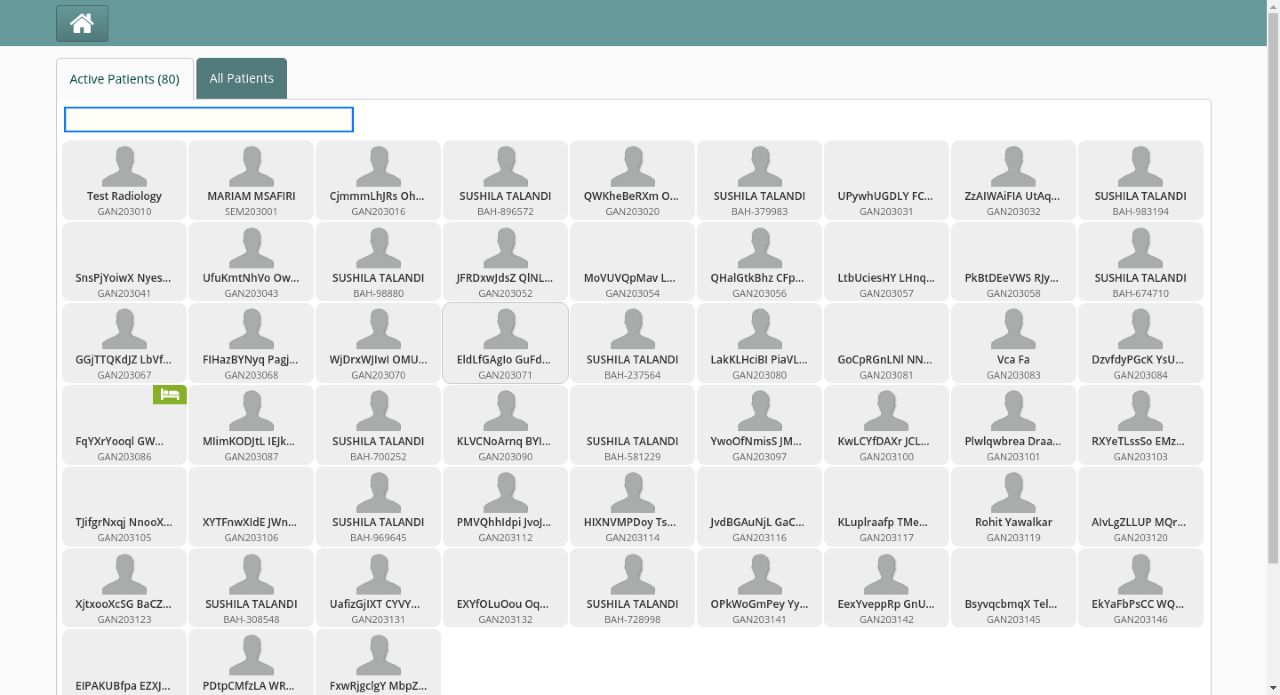 Active Patients (80)
All Patients
Test Radiology
GAN203010
MARIAM MSAFIRI
SEM203001
CjmmmLhJRs Oh...
GAN203016
SUSHILA TALANDI
BAH-896572
QWKheBeRXm O...
GAN203020
SUSHILA TALANDI
BAH-379983
UPywhUGDLY FC...
GAN203031
ZzAIWAiFIA UtAq...
GAN203032
SUSHILA TALANDI
BAH-983194
SnsPjYoiwX Nyes...
GAN203041
UfuKmtNhVo Ow...
GAN203043
SUSHILA TALANDI
BAH-98880
JFRDxwJdsZ QlNL...
GAN203052
MoVUVQpMav L...
GAN203054
QHalGtkBhz CFp...
GAN203056
LtbUciesHY LHnq...
GAN203057
PkBtDEeVWS RJy...
GAN203058
SUSHILA TALANDI
BAH-674710
GGjTTQKdJZ LbVf...
GAN203067
FlHazBYNyq Pagj...
GAN203068
WjDrxWJIwI OMU...
GAN203070
EldLfGAgIo GuFd...
GAN203071
SUSHILA TALANDI
BAH-237564
LakKLHciBI PiaVL...
GAN203080
GoCpRGnLNl NN...
GAN203081
Vca Fa
GAN203083
DzvfdyPGcK YsU...
GAN203084
FqYXrYooql GW...
GAN203086
MlimKODJtL IEJk...
GAN203087
SUSHILA TALANDI
BAH-700252
KLVCNoArnq BYl...
GAN203090
SUSHILA TALANDI
BAH-581229
YwoOfNmisS JM...
GAN203097
KwLCYfDAXr JCL...
GAN203100
Plwlqwbrea Draa...
GAN203101
RXYeTLssSo EMz...
GAN203103
TJifgrNxqj NnooX...
GAN203105
XYTFnwXIdE JWn...
GAN203106
SUSHILA TALANDI
BAH-969645
PMVQhhIdpi JvoJ...
GAN203112
HIXNVMPDoy Ts...
GAN203114
JvdBGAuNjL GaC...
GAN203116
KLuplraafp TMe...
GAN203117
Rohit Yawalkar
GAN203119
AIvLgZLLUP MQr...
GAN203120
XjtxooXcSG BaCZ...
GAN203123
SUSHILA TALANDI
BAH-308548
UafizGjIXT CYVY...
GAN203131
EXYfOLuOou Oq...
GAN203132
SUSHILA TALANDI
BAH-728998
OPkWoGmPey Yy...
GAN203141
EexYveppRp GnU...
GAN203142
BsyvqcbmqX Tel...
GAN203145
EkYaFbPsCC WQ...
GAN203146
EIPAKUBfpa EZXJ...
PDtpCMfzLA WR...
FxwRjgclgY MbpZ...